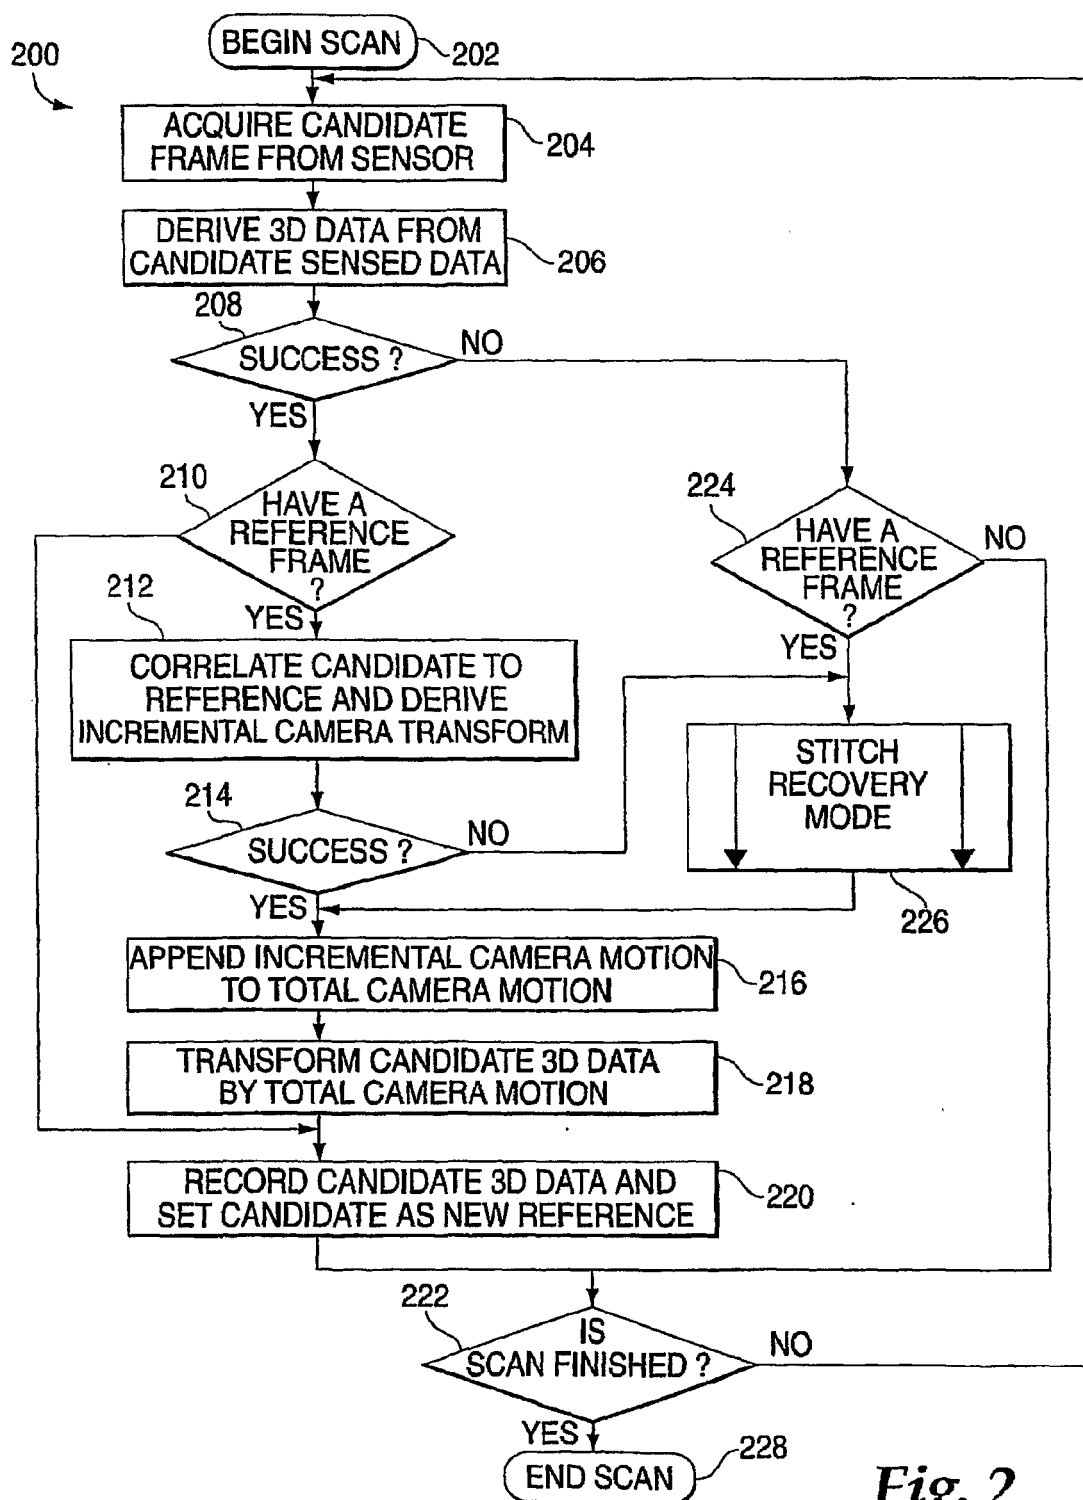 BEGIN SCAN
202
200
ACQUIRE CANDIDATE
FRAME FROM SENSOR
204
DERIVE 3D DATA FROM
CANDIDATE SENSED DATA
206
208
SUCCESS ?
NO
YES
210
HAVE A
REFERENCE
FRAME
?
YES
224
HAVE A
REFERENCE
FRAME
?
NO
YES
212
CORRELATE CANDIDATE TO
REFERENCE AND DERIVE
INCREMENTAL CAMERA TRANSFORM
STITCH
RECOVERY
MODE
226
214
SUCCESS ?
NO
YES
APPEND INCREMENTAL CAMERA MOTION
TO TOTAL CAMERA MOTION
216
TRANSFORM CANDIDATE 3D DATA
BY TOTAL CAMERA MOTION
218
RECORD CANDIDATE 3D DATA AND
SET CANDIDATE AS NEW REFERENCE
220
222
IS
SCAN FINISHED ?
NO
YES
END SCAN
228
Fig. 2